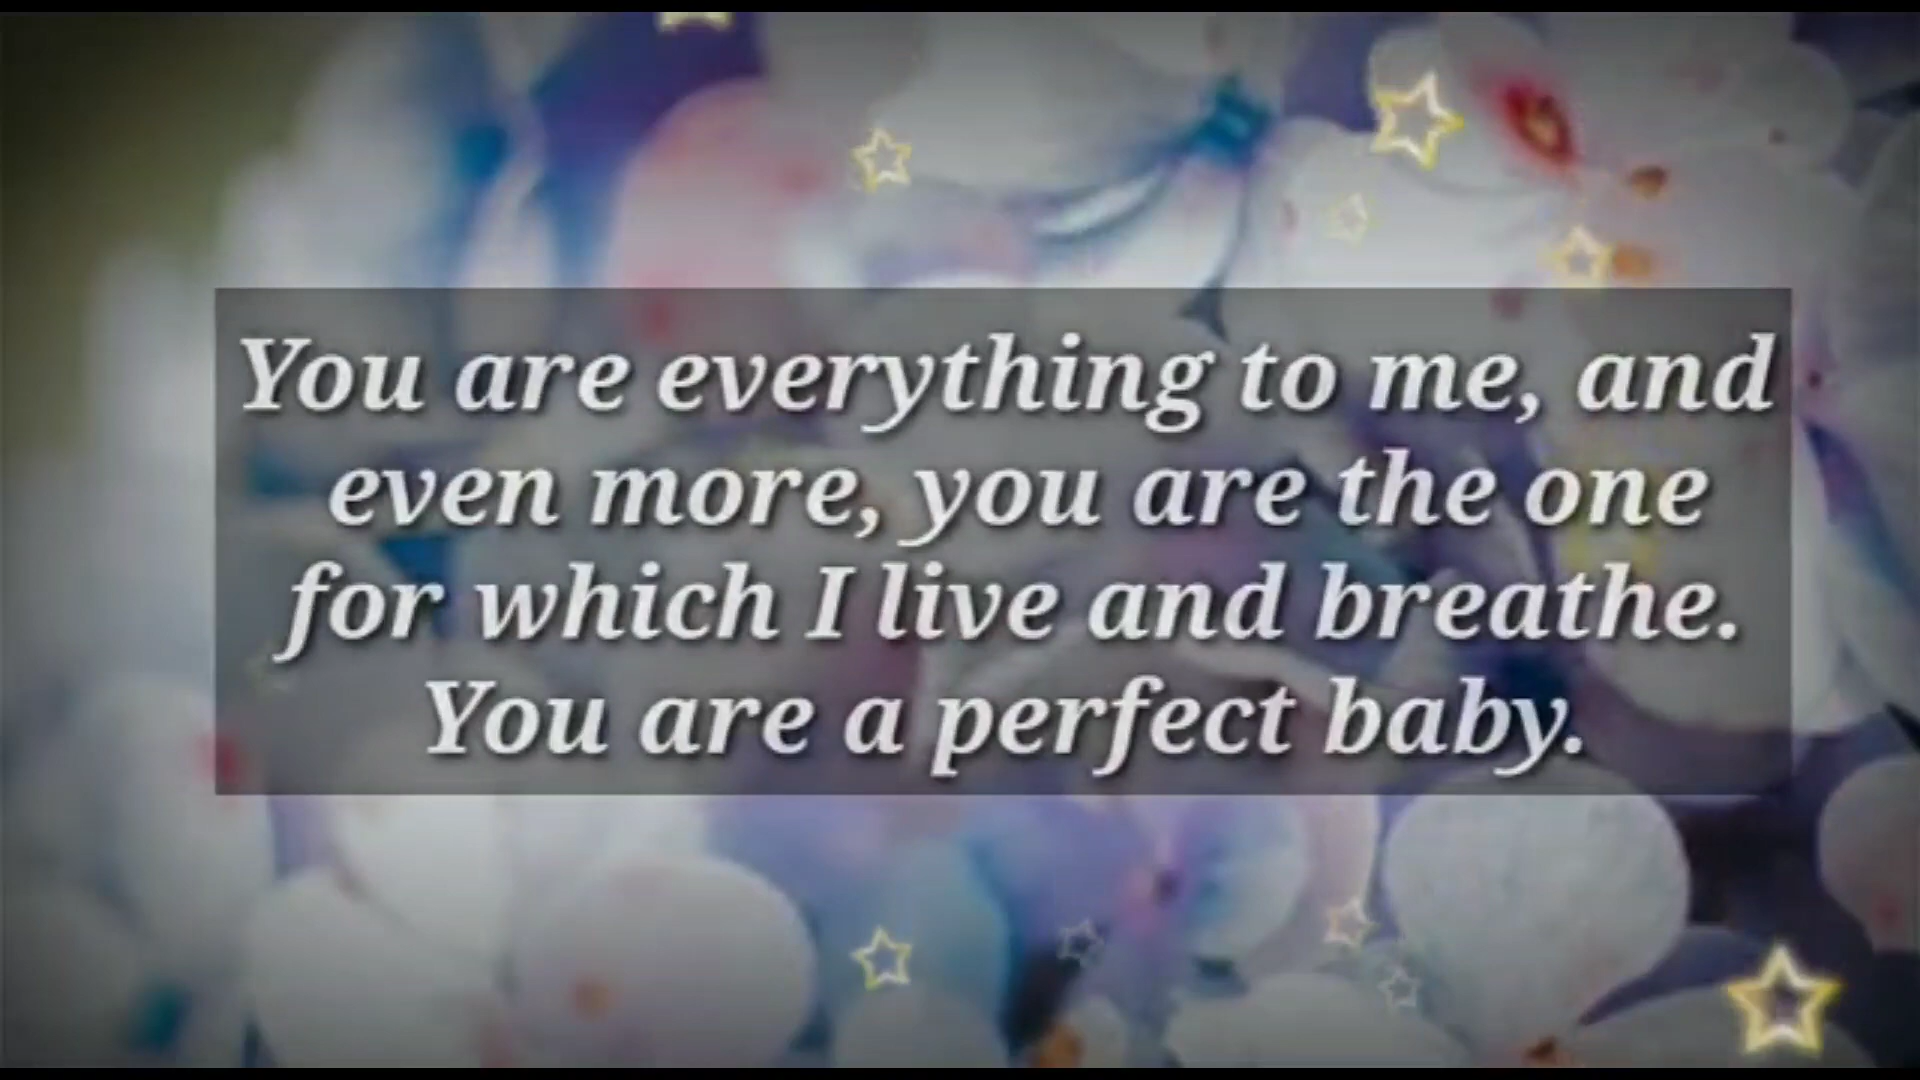 You are everything to me, and
even more, you are the one
for which I live and breathe.
You are a perfect baby.